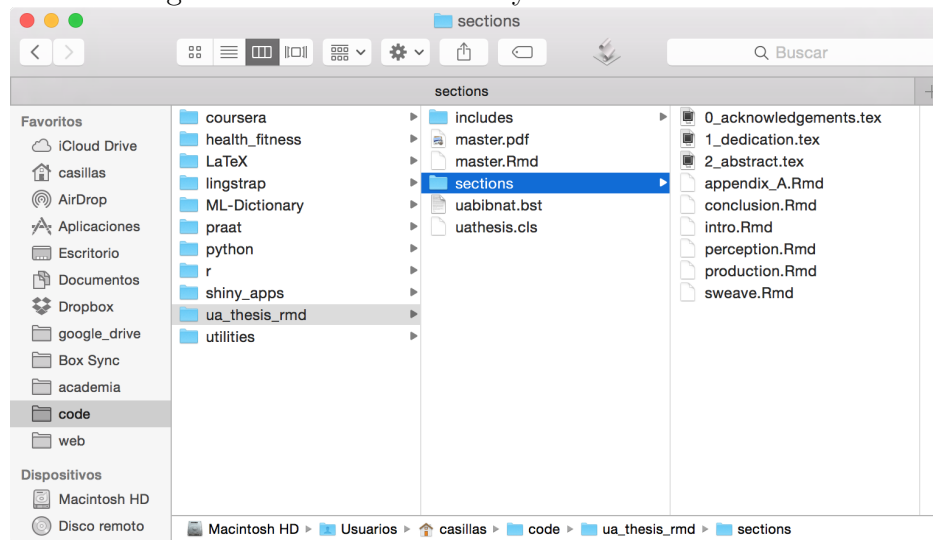 sections
Buscar
sections
Favoritos
iCloud Drive
casillas
AirDrop
Aplicaciones
Escritorio
Documentos
Dropbox
google_drive
Box Sync
academia
code
web
Dispositivos
Macintosh HD
Disco remoto
coursera
health_fitness
LaTeX
lingstrap
ML-Dictionary
praat
python
r
shiny_apps
ua_thesis_rmd
utilities
includes
master.pdf
master.Rmd
sections
uabibnat.bst
uathesis.cls
0_acknowledgements.tex
1_dedication.tex
2_abstract.tex
appendix_A.Rmd
conclusion.Rmd
intro.Rmd
perception.Rmd
production.Rmd
sweave.Rmd
Macintosh HD ▸ Usuarios ▸ casillas ▸ code ▸ ua_thesis_rmd ▸ sections